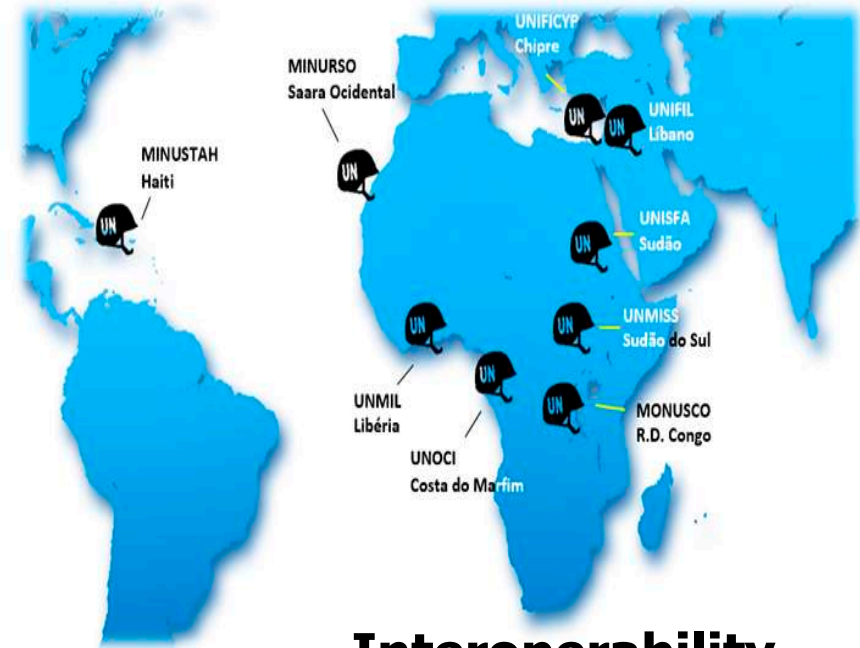 UNIFICYP
Chipre
MINURSO
Saara Ocidental
UN
UN
UNIFIL
Líbano
MINUSTAH
Haiti
UN
UN
UNISFA
Sudão
UN
UN
UN
UNMISS
Sudão do Sul
UN
UNMIL
Libéria
UN
MONUSCO
R.D. Congo
UNOCI
Costa do Marfim
Interoperability